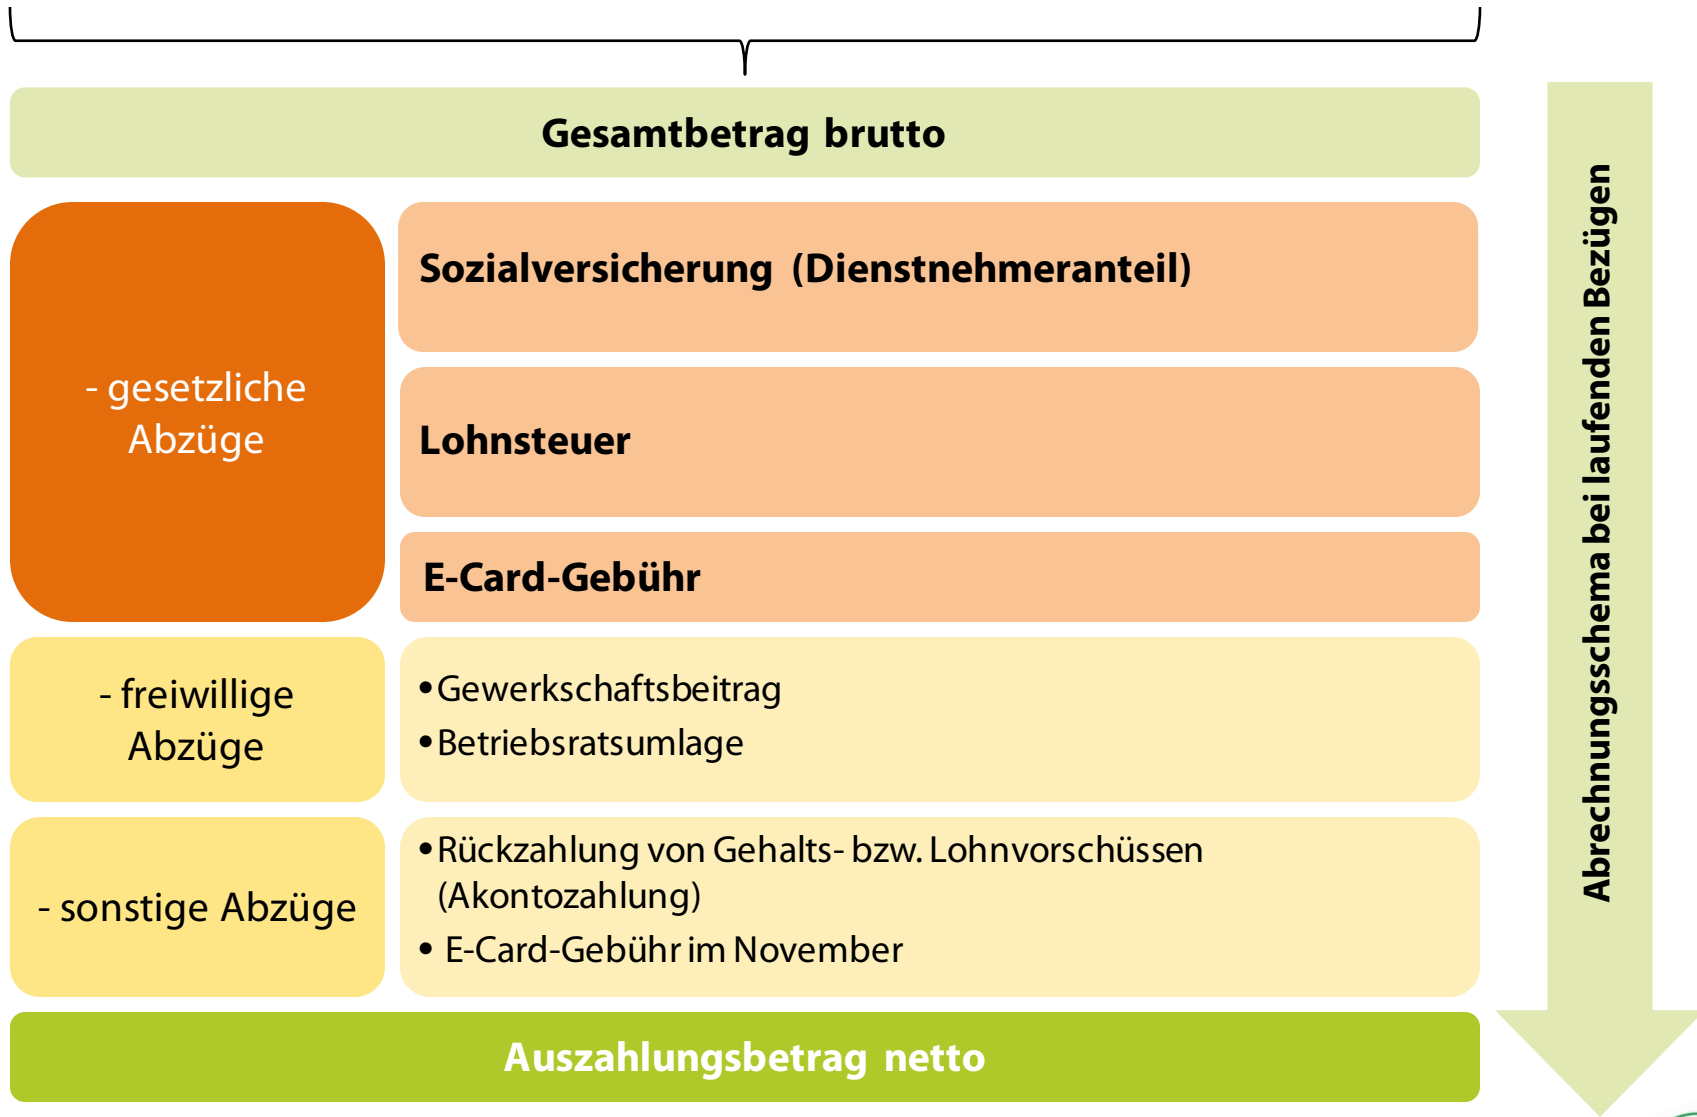 Gesamtbetrag brutto
- gesetzliche
Abzüge
Sozialversicherung (Dienstnehmeranteil)
Lohnsteuer
E-Card-Gebühr
- freiwillige
Abzüge
•Gewerkschaftsbeitrag
•Betriebsratsumlage
- sonstige Abzüge
•Rückzahlung von Gehalts- bzw. Lohnvorschüssen
(Akontozahlung)
• E-Card-Gebühr im November
Auszahlungsbetrag netto
Abrechnungsschema bei laufenden Bezügen